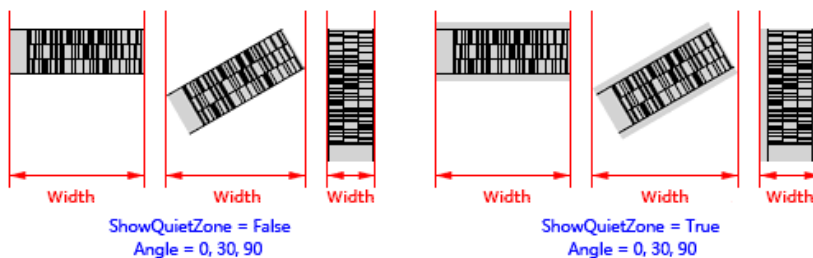 Width Width Width Width Width Width
ShowQuietZone = False ShowQuietZone = True
Angle = 0, 30, 90 Angle = 0, 30, 90